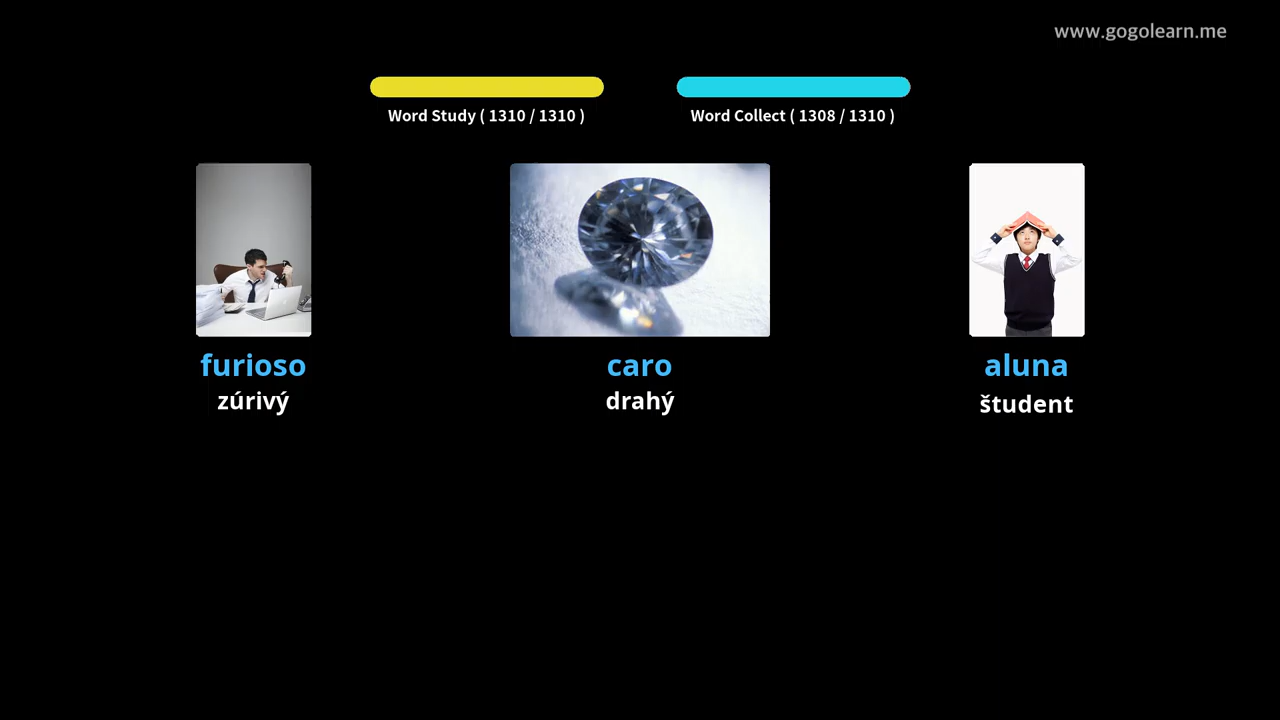 www.gogolearn.me
Word Study ( 1310 / 1310 )
Word Collect ( 1308 / 1310 )
furioso
zúrivý
caro
drahý
aluna
študent